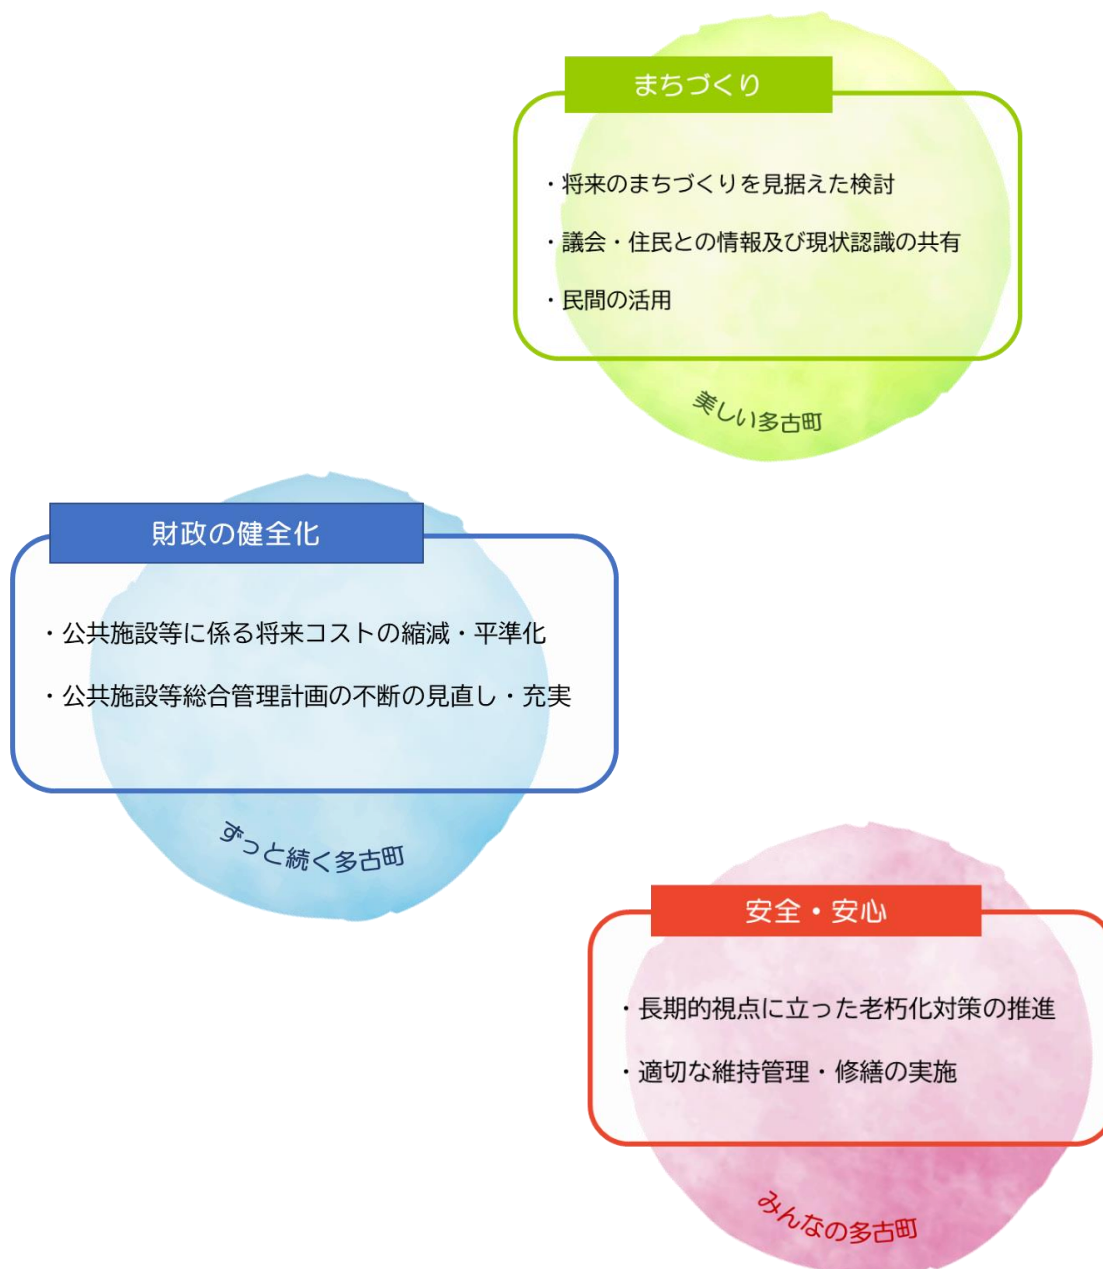 まちづくり
・将来のまちづくりを見据えた検討
・議会・住民との情報及び現状認識の共有
・民間の活用
美しい多古町
財政の健全化
・公共施設等に係る将来コストの縮減・平準化
・公共施設等総合管理計画の不断の見直し・充実
ずっと続く多古町
安全・安心
・長期的視点に立った老朽化対策の推進
・適切な維持管理・修繕の実施
みんなの多古町